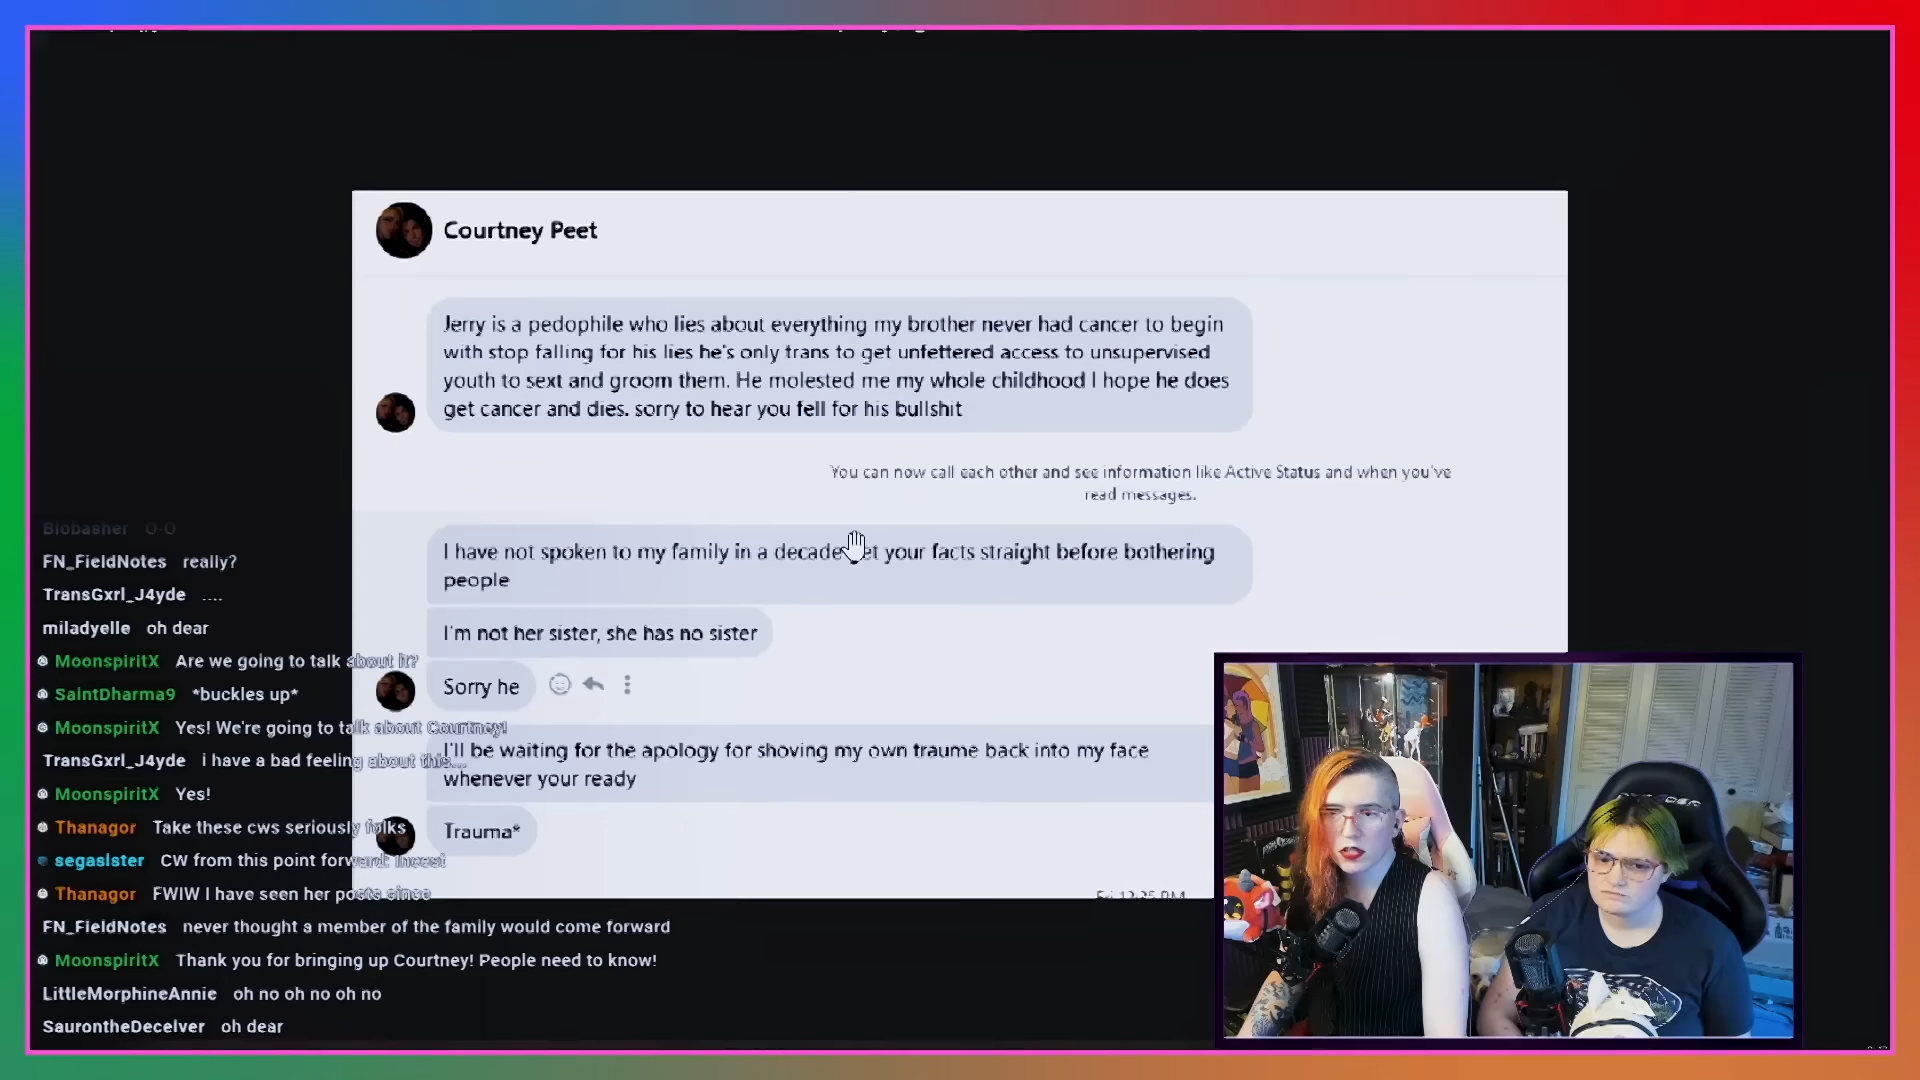 Courtney Peet
Jerry is a pedophile who lies about everything my brother never had cancer to begin
with stop falling for his lies he's only trans to get unfettered access to unsupervised
youth to sext and groom them. He molested me my whole childhood I hope he does
get cancer and dies. sorry to hear you fell for his bullshit
You can now call each other and see information like Active Status and when you've
read messages.
I have not spoken to my family in a decade your facts straight before bothering
people
I'm not her sister, she has no sister
Sorry he
I'll be waiting for the apology for shoving my own traume back into my face
whenever your ready
Trauma*
Fri 12:25 PM
Biobasher O-O
FN_FieldNotes really?
TransGxrl_J4yde ....
miladyelle oh dear
MoonspiritX Are we going to talk about it?
SaintDharma9 *buckles up*
MoonspiritX Yes! We're going to talk about Courtney!
TransGxrl_J4yde i have a bad feeling about this...
MoonspiritX Yes!
Thanagor Take these cws seriously folks
segasister CW from this point forward: Incest
Thanagor FWIW I have seen her posts since
FN_FieldNotes never thought a member of the family would come forward
MoonspiritX Thank you for bringing up Courtney! People need to know!
LittleMorphineAnnie oh no oh no oh no
SaurontheDeceiver oh dear